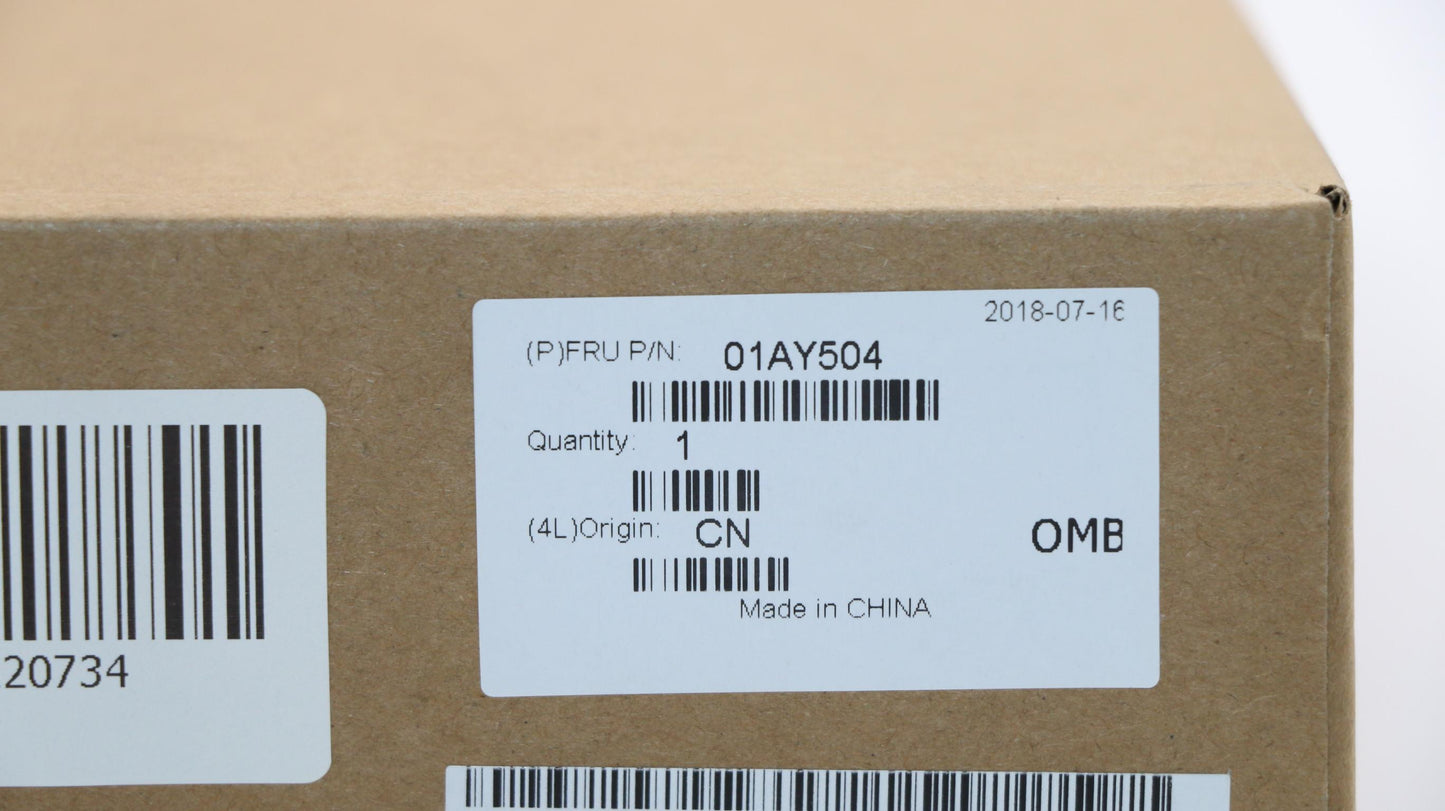 2018-07-16
(P)FRU P/N: 01AY504
Quantity: 1
(4L)Origin: CN
OMB
Made in CHINA
20734